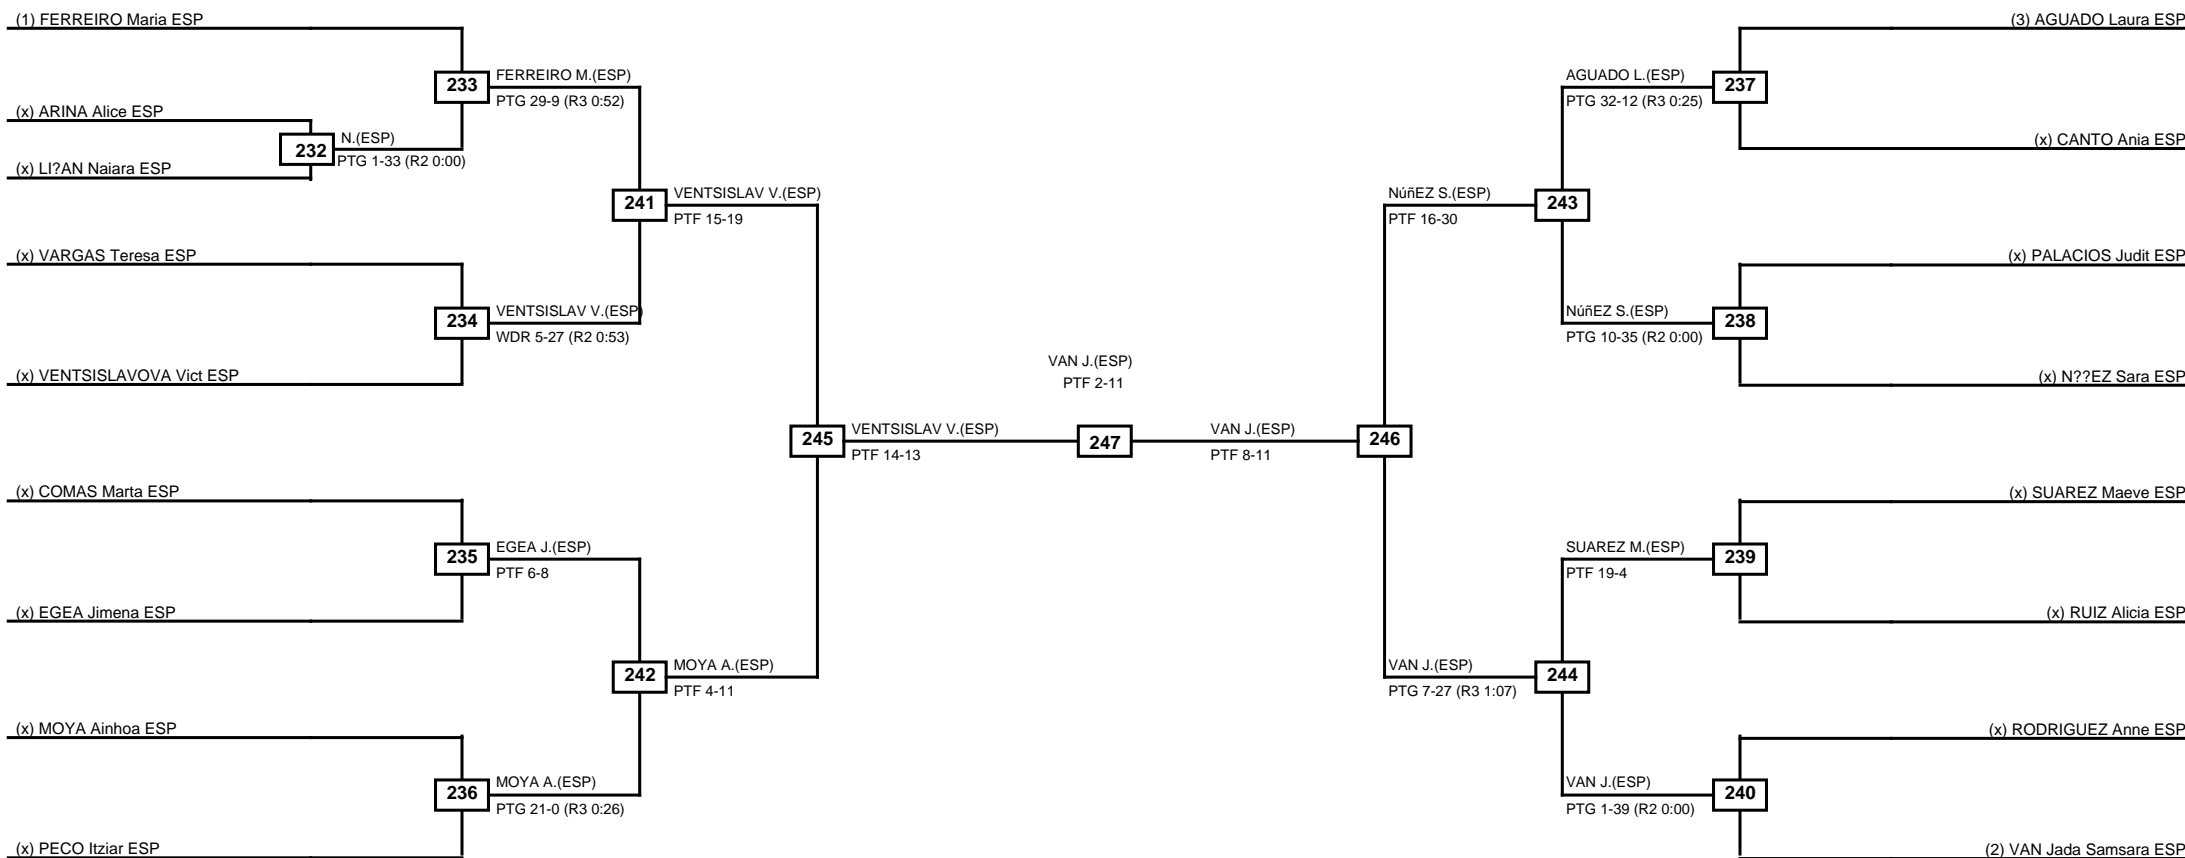 (1) FERREIRO Maria ESP
(x) ARINA Alice ESP
(x) LI?AN Naiara ESP
(x) VARGAS Teresa ESP
(x) VENTSISLAVOVA Vict ESP
(x) COMAS Marta ESP
(x) EGEA Jimena ESP
(x) MOYA Ainhoa ESP
(x) PECO Itziar ESP
232
N.(ESP)
PTG 1-33 (R2 0:00)
233
FERREIRO M.(ESP)
PTG 29-9 (R3 0:52)
234
VENTSISLAV V.(ESP)
WDR 5-27 (R2 0:53)
235
EGEA J.(ESP)
PTF 6-8
236
MOYA A.(ESP)
PTG 21-0 (R3 0:26)
241
VENTSISLAV V.(ESP)
PTF 15-19
242
MOYA A.(ESP)
PTF 4-11
245
VENTSISLAV V.(ESP)
PTF 14-13
VAN J.(ESP)
PTF 2-11
247
VAN J.(ESP)
PTF 8-11
246
NúñEZ S.(ESP)
PTF 16-30
243
VAN J.(ESP)
PTG 7-27 (R3 1:07)
244
AGUADO L.(ESP)
PTG 32-12 (R3 0:25)
237
NúñEZ S.(ESP)
PTG 10-35 (R2 0:00)
238
SUAREZ M.(ESP)
PTF 19-4
239
VAN J.(ESP)
PTG 1-39 (R2 0:00)
240
(3) AGUADO Laura ESP
(x) CANTO Ania ESP
(x) PALACIOS Judit ESP
(x) N??EZ Sara ESP
(x) SUAREZ Maeve ESP
(x) RUIZ Alicia ESP
(x) RODRIGUEZ Anne ESP
(2) VAN Jada Samsara ESP